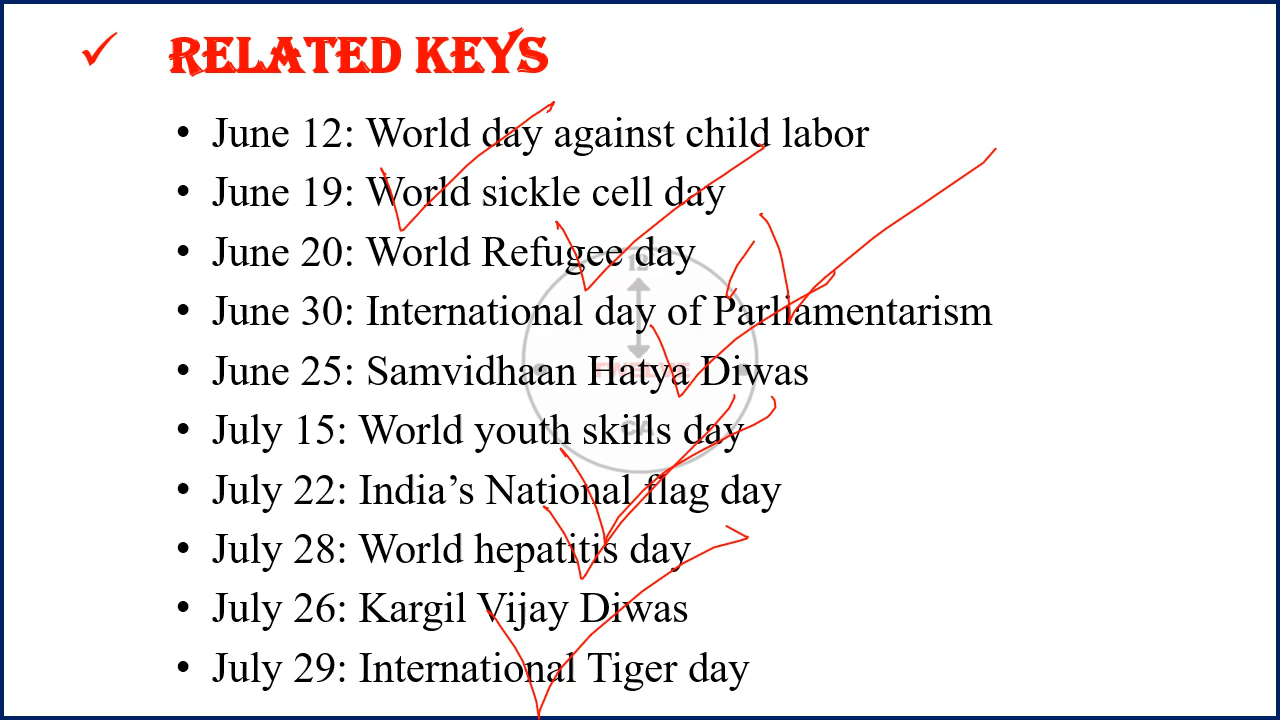 ✓ RELATED KEYS
• June 12: World day against child labor
• June 19: World sickle cell day
• June 20: World Refugee day
• June 30: International day of Parliamentarism
• June 25: Samvidhaan Hatya Diwas
• July 15: World youth skills day
• July 22: India’s National flag day
• July 28: World hepatitis day
• July 26: Kargil Vijay Diwas
• July 29: International Tiger day